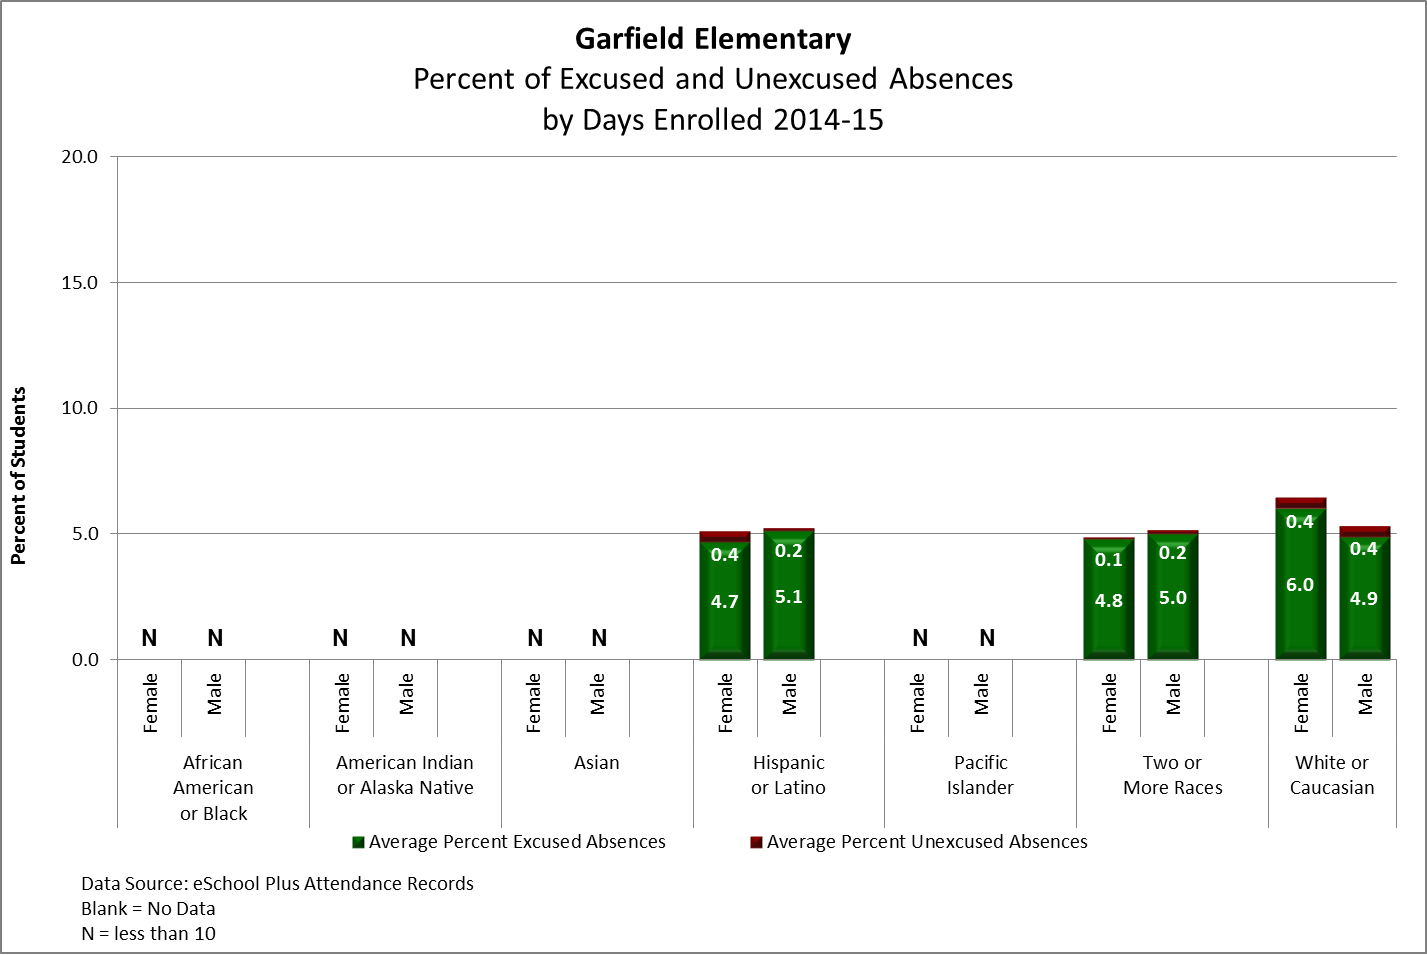 Garfield Elementary
Percent of Excused and Unexcused Absences
by Days Enrolled 2014-15
Percent of Students
20.0
15.0
10.0
5.0
0.0
N N N N N N N N
0.4 0.2 0.1 0.2 0.4 0.4
4.7 5.1 4.8 5.0 6.0 4.9
Female Male Female Male Female Male Female Male Female Male Female Male Female Male
African
American
or Black
American Indian
or Alaska Native
Asian
Hispanic
or Latino
Pacific
Islander
Two or
More Races
White or
Caucasian
Average Percent Excused Absences
Average Percent Unexcused Absences
Data Source: eSchool Plus Attendance Records
Blank = No Data
N = less than 10